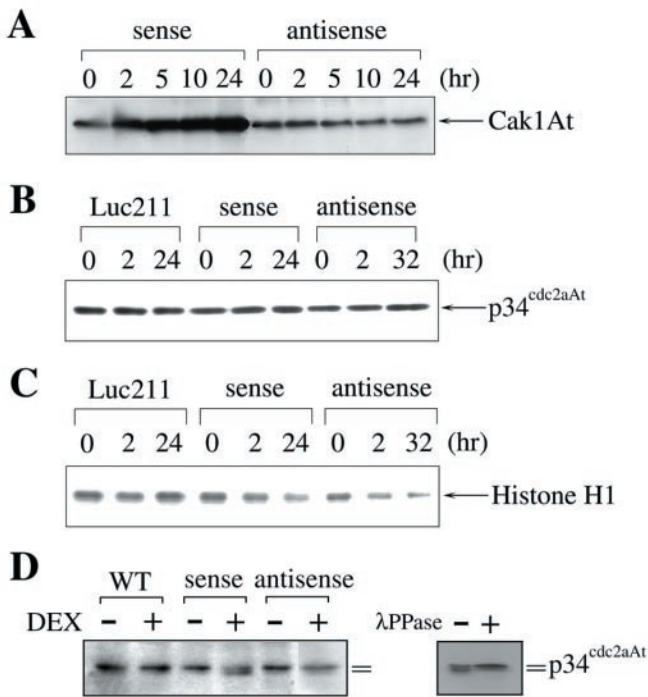 A
sense antisense
0 2 5 10 24 0 2 5 10 24 (hr)
Cak1At
B
Luc211 sense antisense
0 2 24 0 2 24 0 2 32 (hr)
p34cdc2aAt
C
Luc211 sense antisense
0 2 24 0 2 24 0 2 32 (hr)
Histone H1
D
WT sense antisense
DEX - + - + - + λPPase - +
p34cdc2aAt